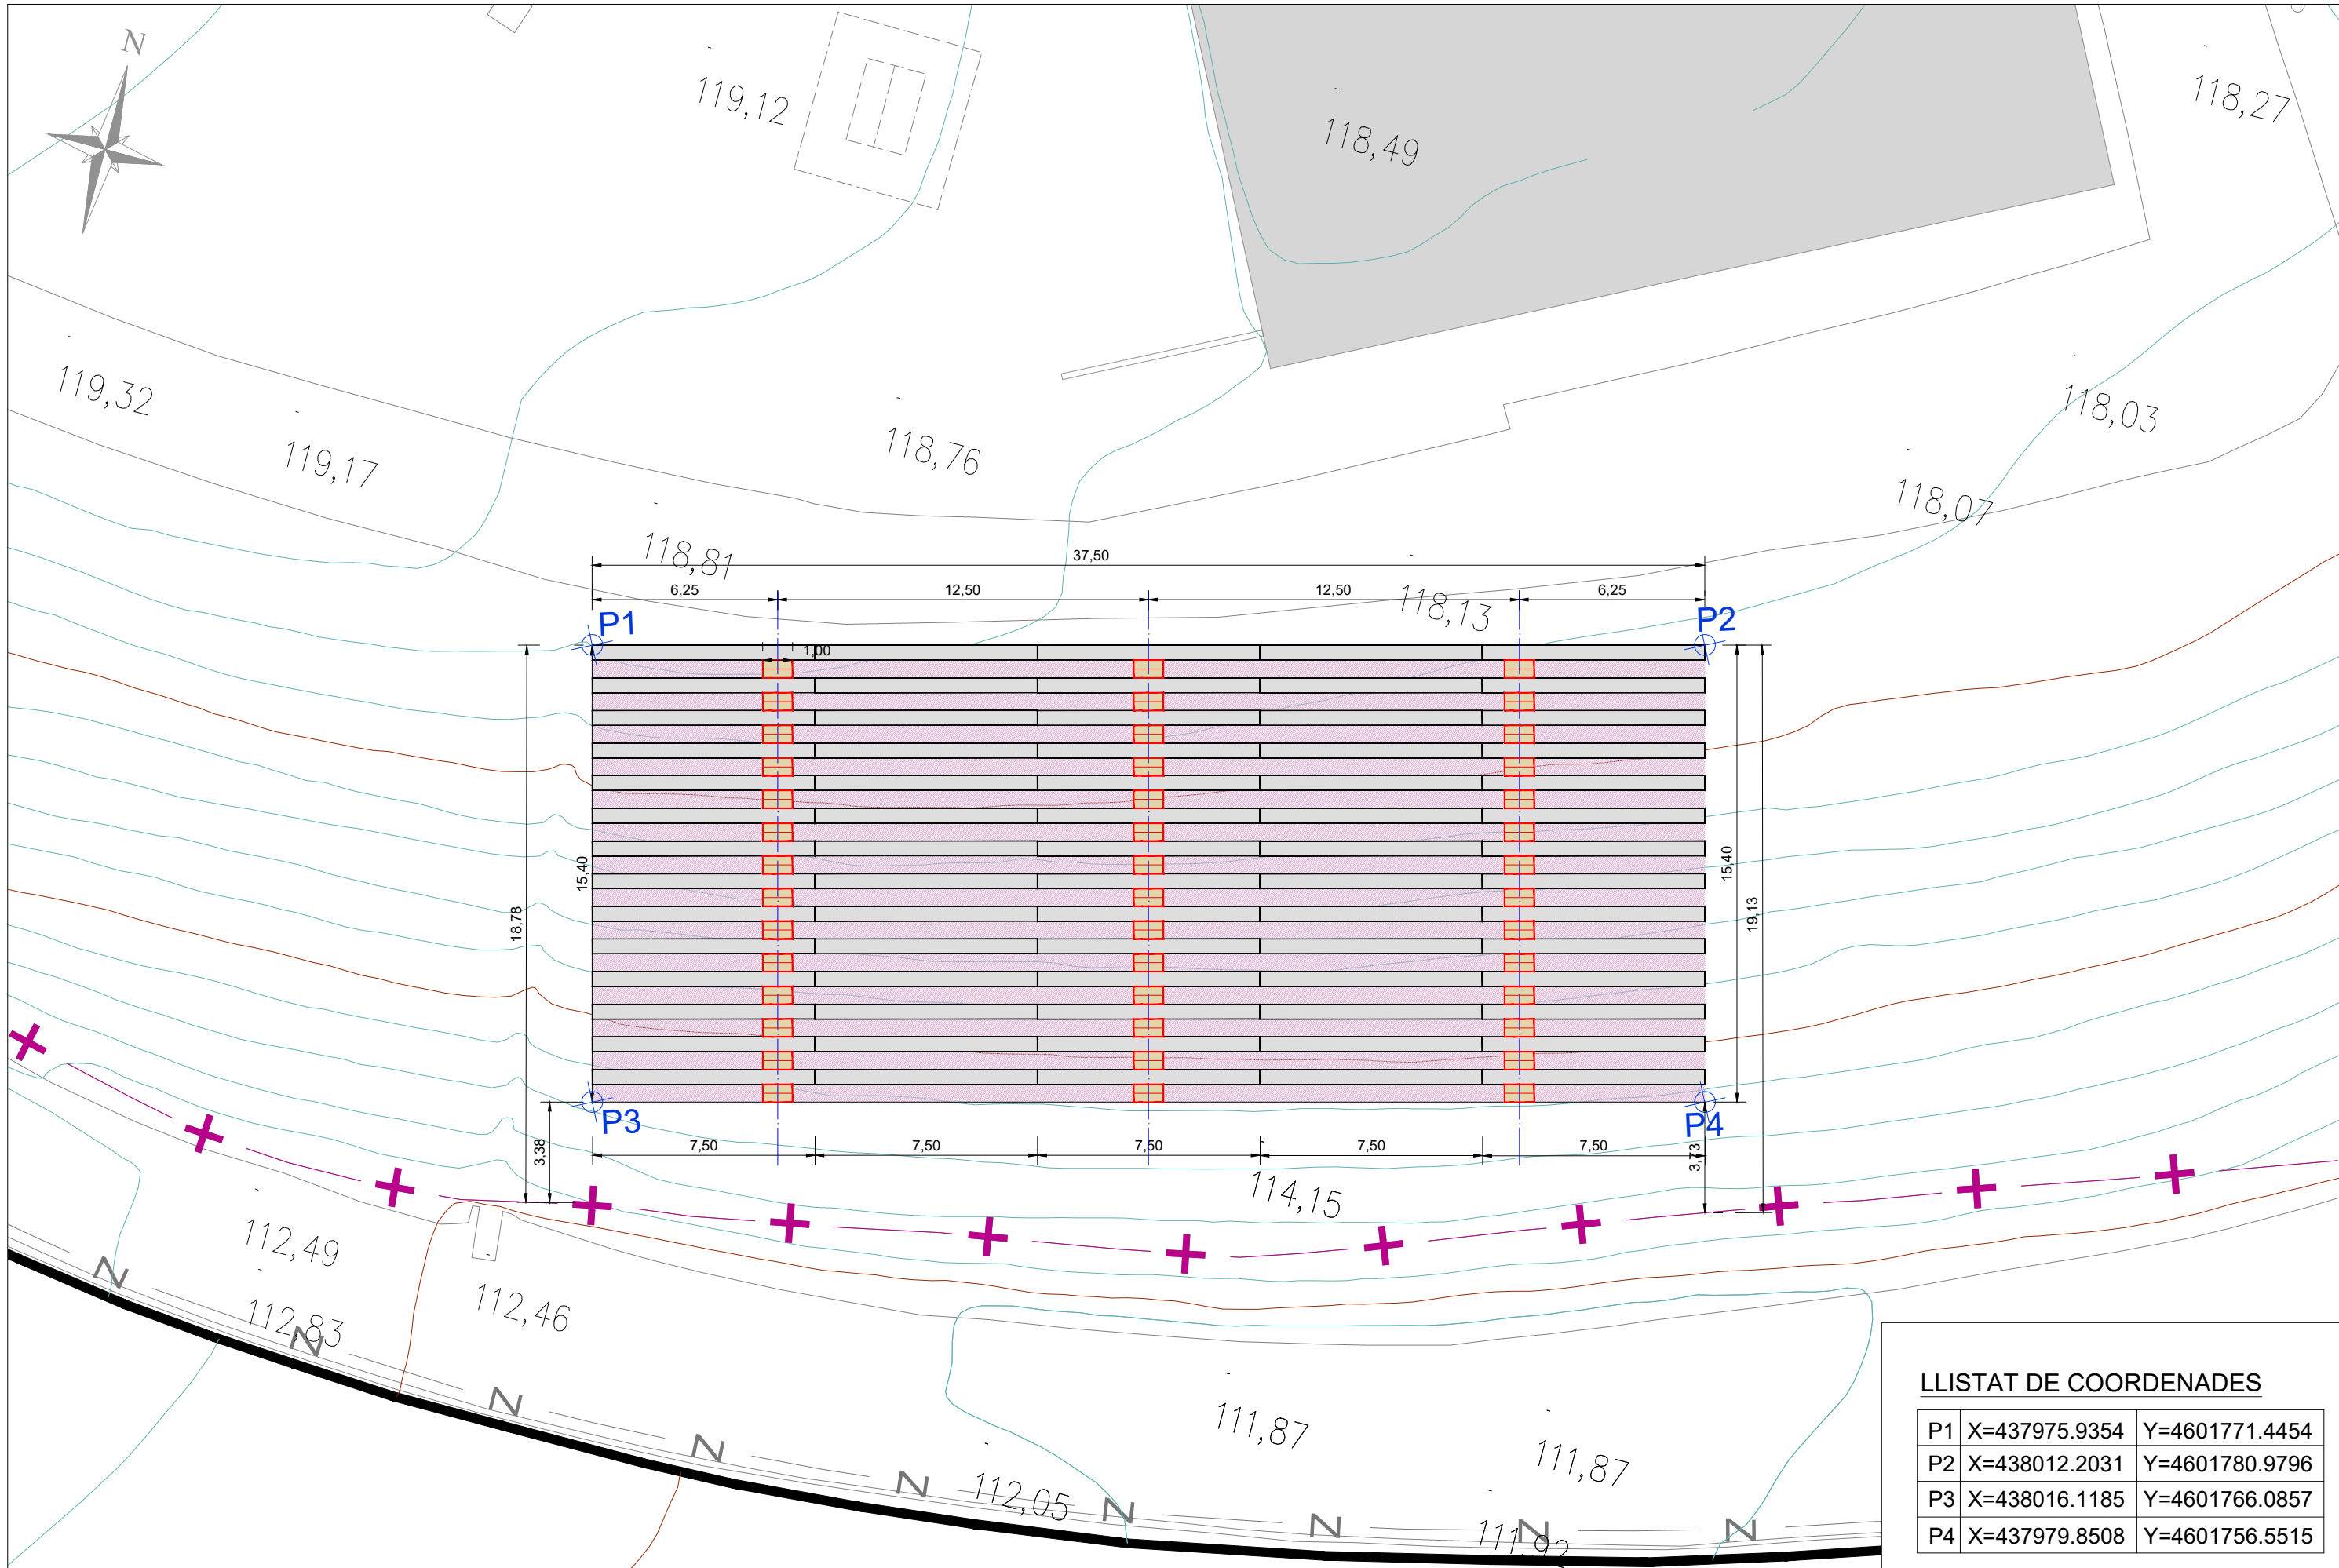 N
119,12
118,49
118,27
119,32
119,17
118,76
118,03
118,07
118,81
118,13
37,50
6,25
12,50
12,50
6,25
P1
P2
1,00
15,40
18,78
15,40
19,13
P3
P4
3,38
7,50
7,50
7,50
7,50
7,50
3,73
114,15
112,49
112,83
112,46
111,87
111,87
112,05
111,92
N
N
N
N
N
N
N
N
N
LLISTAT DE COORDENADES
P1 X=437975.9354 Y=4601771.4454
P2 X=438012.2031 Y=4601780.9796
P3 X=438016.1185 Y=4601766.0857
P4 X=437979.8508 Y=4601756.5515